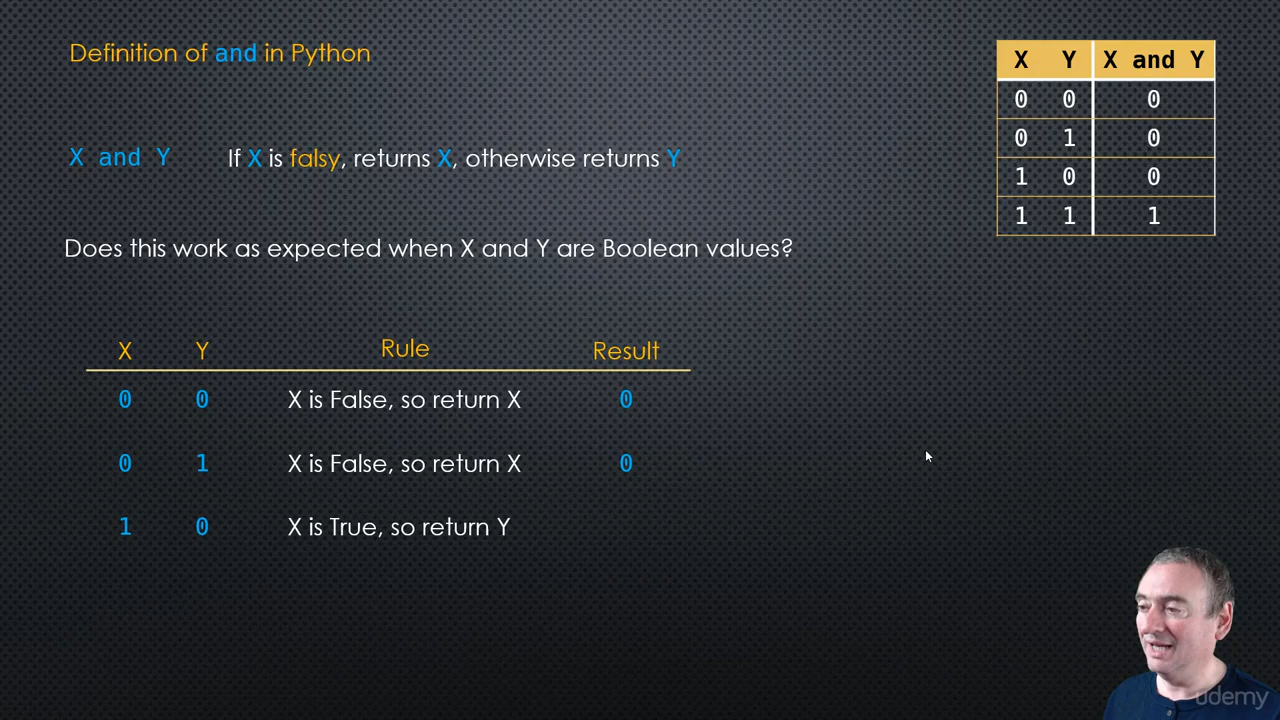 Definition of and in Python
X Y X and Y
0 0 0
0 1 0
1 0 0
1 1 1
X and Y If X is falsy, returns X, otherwise returns Y
Does this work as expected when X and Y are Boolean values?
X Y Rule Result
0 0 X is False, so return X 0
0 1 X is False, so return X 0
1 0 X is True, so return Y
udemy